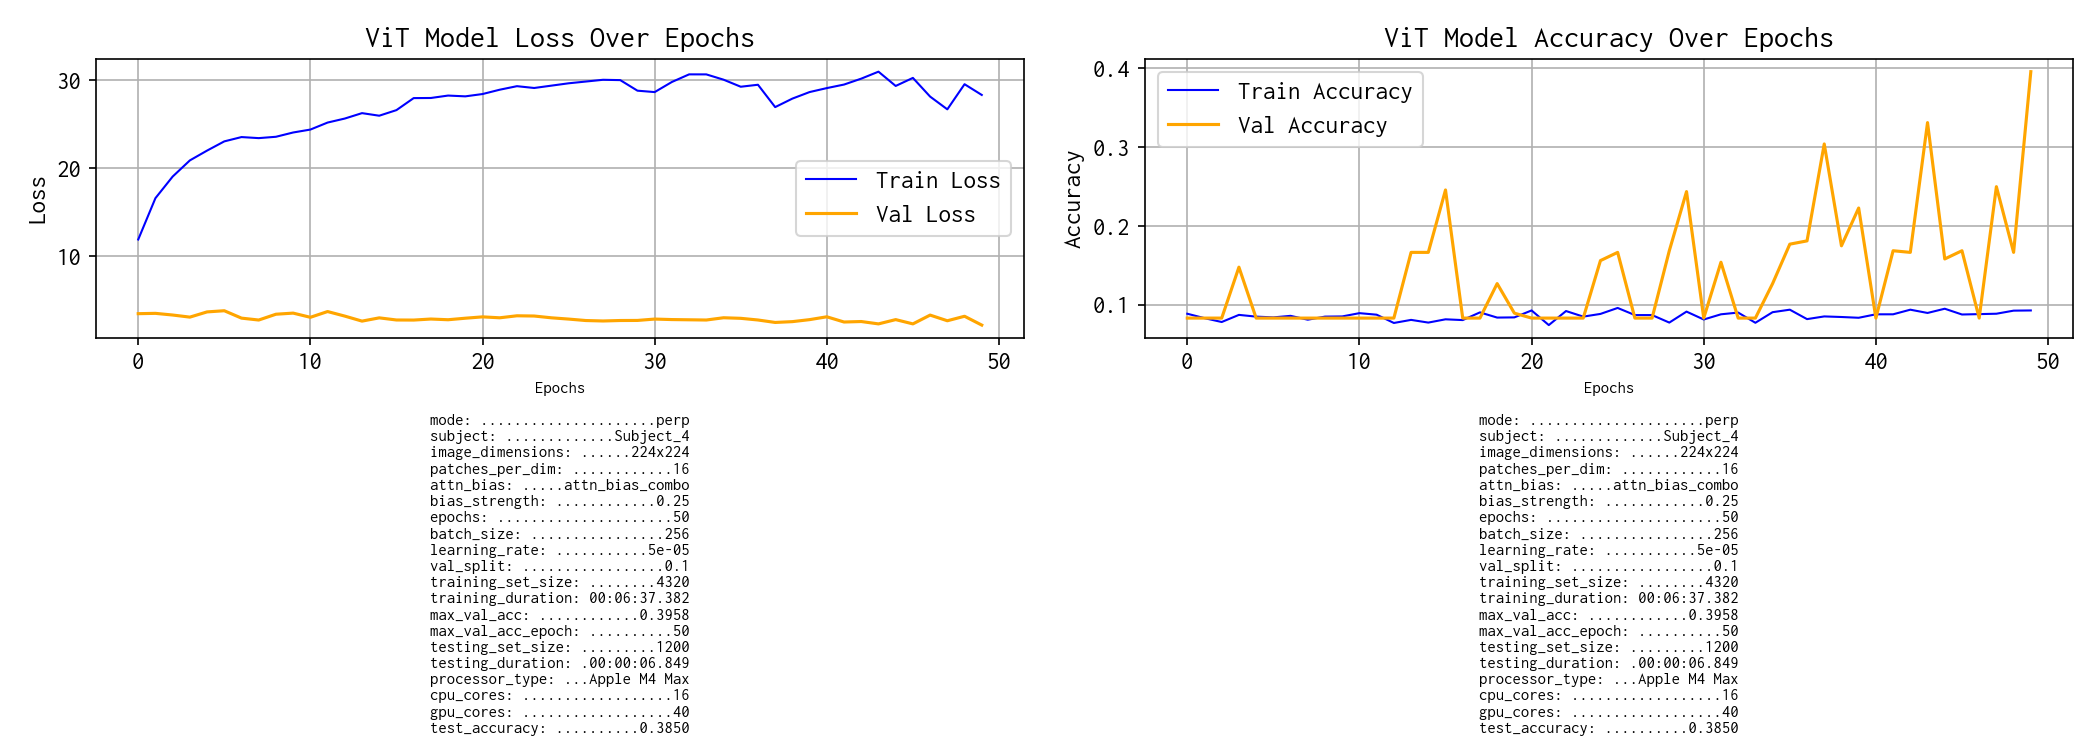 ViT Model Loss Over Epochs
30
20
10
Loss
Train Loss
Val Loss
0 10 20 30 40 50
Epochs
mode: .....................perp
subject: .............Subject_4
image_dimensions: ......224x224
patches_per_dim: ............16
attn_bias: .....attn_bias_combo
bias_strength: ............0.25
epochs: .....................50
batch_size: ................256
learning_rate: ...........5e-05
val_split: .................0.1
training_set_size: ........4320
training_duration: 00:06:37.382
max_val_acc: ............0.3958
max_val_acc_epoch: ..........50
testing_set_size: .........1200
testing_duration: .00:00:06.849
processor_type: ...Apple M4 Max
cpu_cores: ..................16
gpu_cores: ..................40
test_accuracy: ..........0.3850
ViT Model Accuracy Over Epochs
0.4
0.3
0.2
0.1
Accuracy
Train Accuracy
Val Accuracy
0 10 20 30 40 50
Epochs
mode: .....................perp
subject: .............Subject_4
image_dimensions: ......224x224
patches_per_dim: ............16
attn_bias: .....attn_bias_combo
bias_strength: ............0.25
epochs: .....................50
batch_size: ................256
learning_rate: ...........5e-05
val_split: .................0.1
training_set_size: ........4320
training_duration: 00:06:37.382
max_val_acc: ............0.3958
max_val_acc_epoch: ..........50
testing_set_size: .........1200
testing_duration: .00:00:06.849
processor_type: ...Apple M4 Max
cpu_cores: ..................16
gpu_cores: ..................40
test_accuracy: ..........0.3850